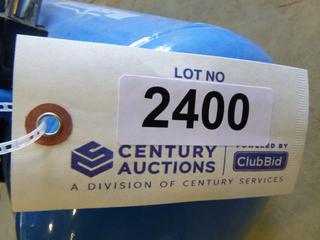 LOT NO
2400
CENTURY
AUCTIONS
POWERED BY
ClubBid
A DIVISION OF CENTURY SERVICES